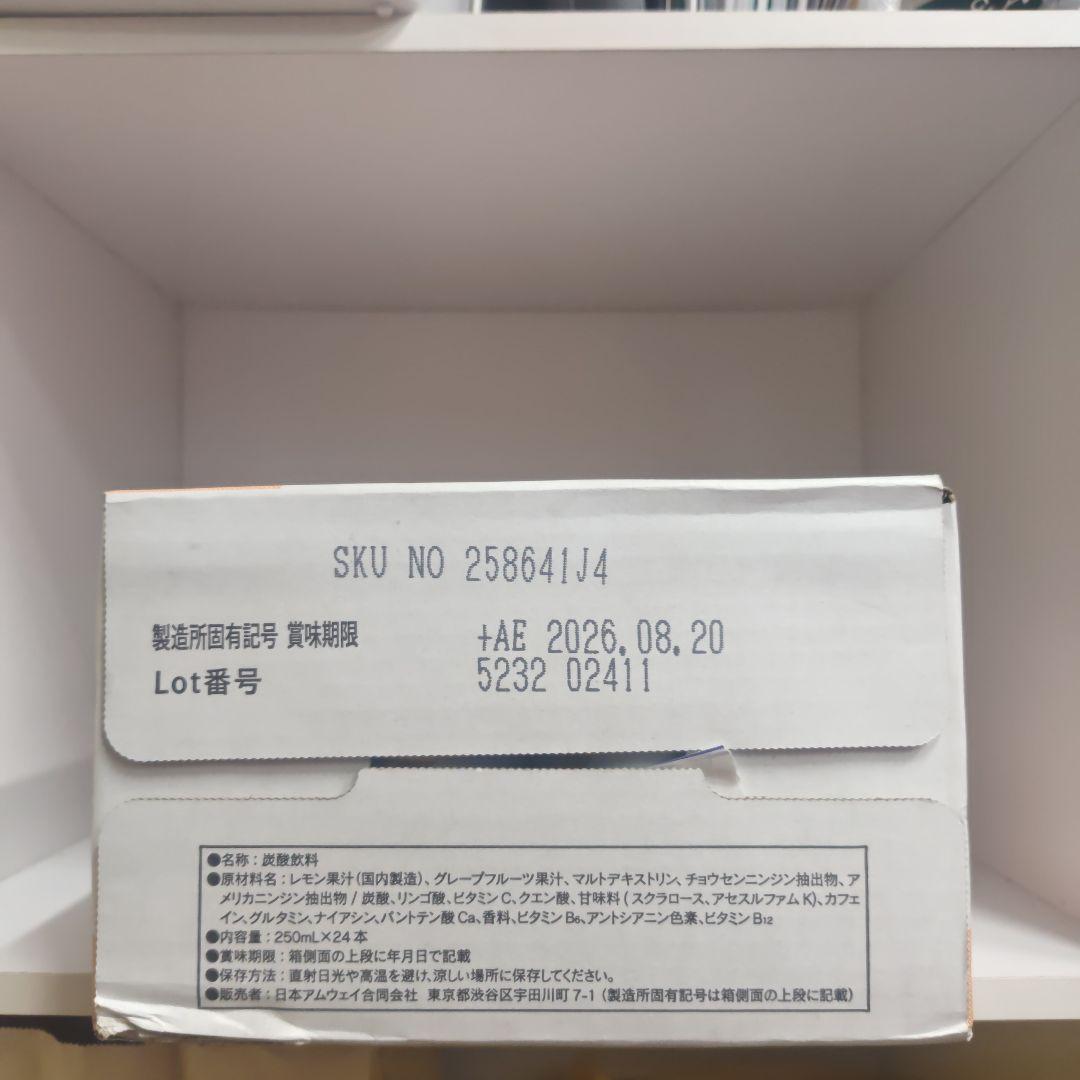 SKU NO 258641J4
製造所固有記号 賞味期限 +AE 2026.08.20
Lot番号 5232 02411
●名称：炭酸飲料
●原材料名：レモン果汁（国内製造）、グレープフルーツ果汁、マルトデキストリン、チョウセンニンジン抽出物、ア
メリカニンジン抽出物 / 炭酸、リンゴ酸、ビタミンC、クエン酸、甘味料（スクラロース、アセスルファムK)、カフェ
イン、グルタミン、ナイアシン、パントテン酸Ca、香料、ビタミンB₆、アントシアニン色素、ビタミンB₁₂
●内容量：250mL×24本
●賞味期限：箱側面の上段に年月日で記載
●保存方法：直射日光や高温を避け、涼しい場所に保存してください。
●販売者：日本アムウェイ合同会社 東京都渋谷区宇田川町7-1（製造所固有記号は箱側面の上段に記載）